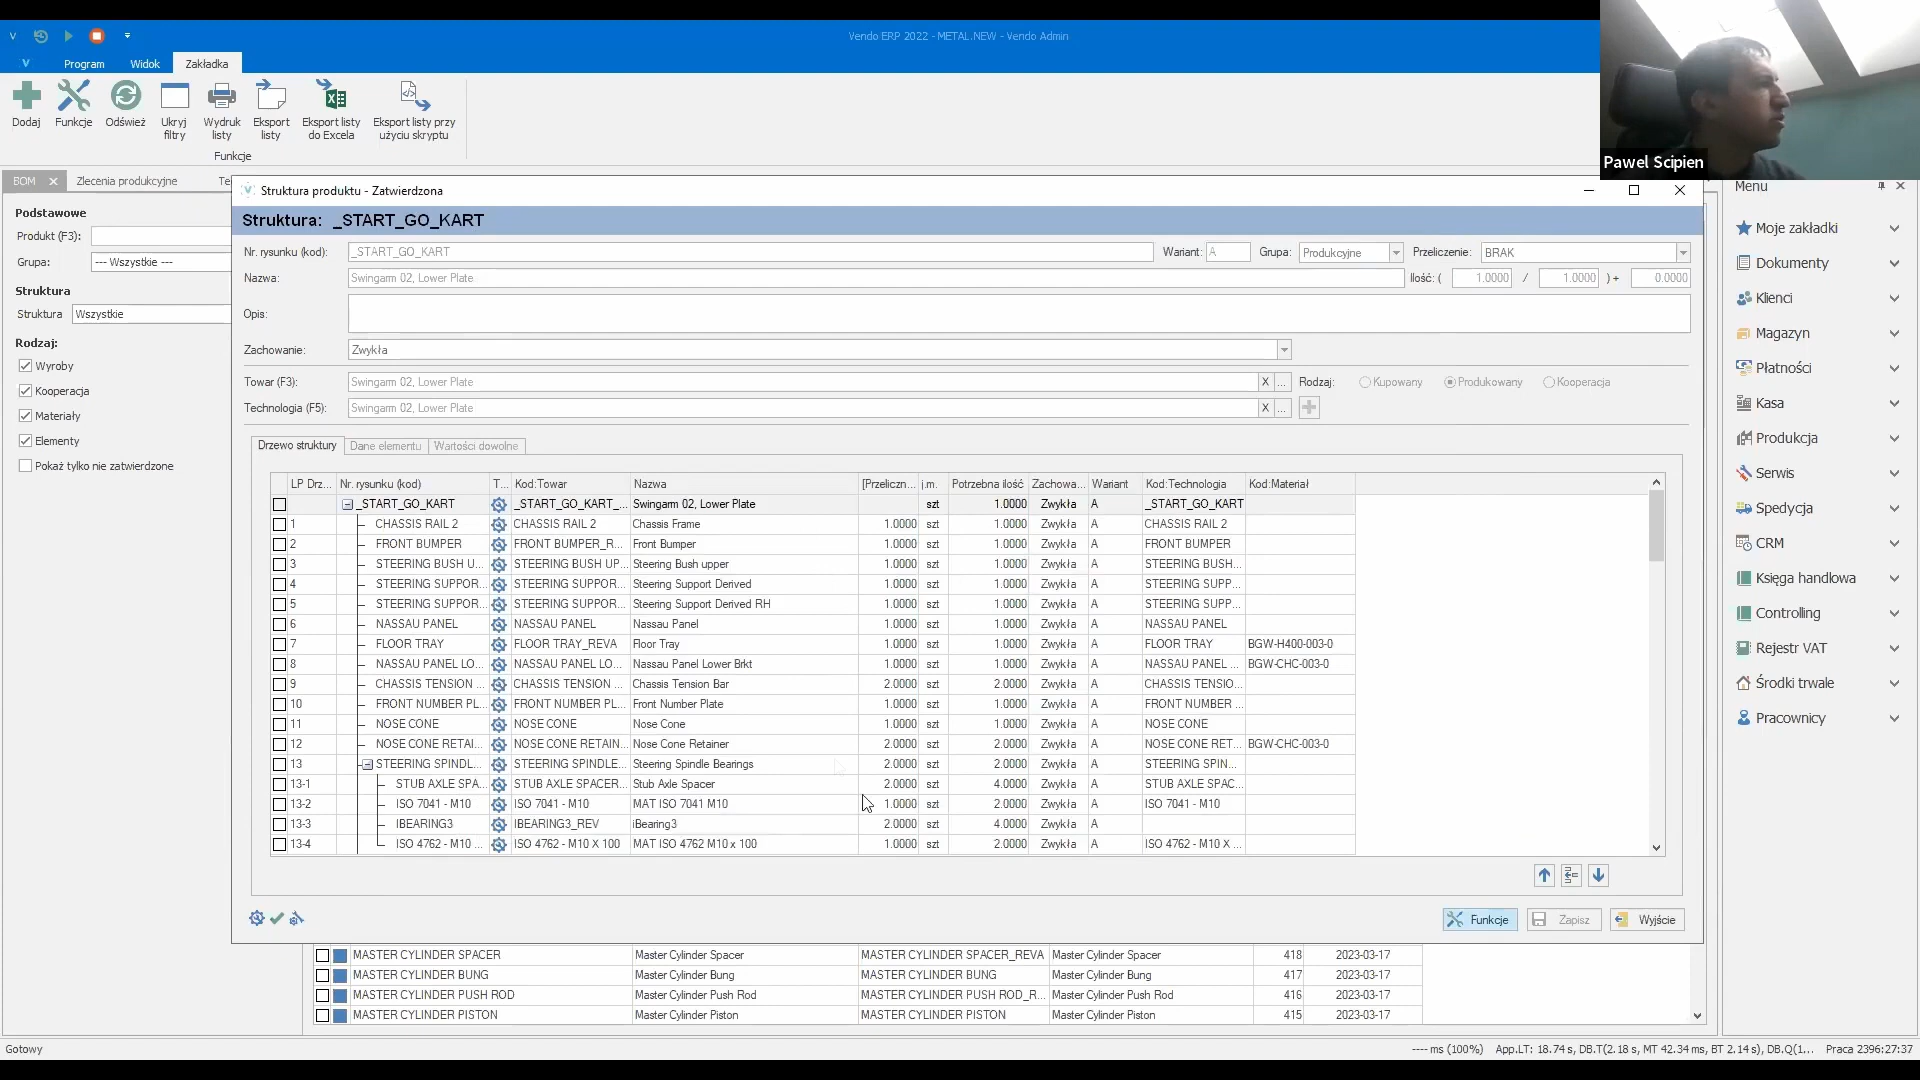 Vendo ERP 2022 - METAL.NEW - Vendo Admin
Program Widok Zakładka
Dodaj Funkcje Odśwież Ukryj filtry Wydruk listy Eksport listy Eksport listy do Excela Eksport listy przy użyciu skryptu
Funkcje
Pawel Scipien
BOM Zlecenia produkcyjne Te
Podstawowe
Produkt (F3):
Grupa: --- Wszystkie ---
Struktura
Struktura Wszystkie
Rodzaj:
Wyroby
Kooperacja
Materiały
Elementy
Pokaż tylko nie zatwierdzone
Struktura produktu - Zatwierdzona
Struktura: _START_GO_KART
Nr. rysunku (kod): _START_GO_KART Wariant: A Grupa: Produkcyjne Przeliczenie: BRAK
Nazwa: Swingarm 02, Lower Plate Ilość: ( 1.0000 / 1.0000 ) + 0.0000
Opis:
Zachowanie: Zwykła
Towar (F3): Swingarm 02, Lower Plate X ... Rodzaj: Kupowany Produkowany Kooperacja
Technologia (F5): Swingarm 02, Lower Plate X ...
Drzewo struktury Dane elementu Wartości dowolne
LP Drz... Nr. rysunku (kod) T... Kod:Towar Nazwa [Przeliczn... j.m. Potrzebna ilość Zachowa... Wariant Kod:Technologia Kod:Materiał
_START_GO_KART _START_GO_KART_... Swingarm 02, Lower Plate szt 1.0000 Zwykła A _START_GO_KART
1 CHASSIS RAIL 2 CHASSIS RAIL 2 Chassis Frame 1.0000 szt 1.0000 Zwykła A CHASSIS RAIL 2
2 FRONT BUMPER FRONT BUMPER_R... Front Bumper 1.0000 szt 1.0000 Zwykła A FRONT BUMPER
3 STEERING BUSH U... STEERING BUSH UP... Steering Bush upper 1.0000 szt 1.0000 Zwykła A STEERING BUSH...
4 STEERING SUPPOR... STEERING SUPPOR... Steering Support Derived 1.0000 szt 1.0000 Zwykła A STEERING SUPP...
5 STEERING SUPPOR... STEERING SUPPOR... Steering Support Derived RH 1.0000 szt 1.0000 Zwykła A STEERING SUPP...
6 NASSAU PANEL NASSAU PANEL Nassau Panel 1.0000 szt 1.0000 Zwykła A NASSAU PANEL
7 FLOOR TRAY FLOOR TRAY_REVA Floor Tray 1.0000 szt 1.0000 Zwykła A FLOOR TRAY BGW-H400-003-0
8 NASSAU PANEL LO... NASSAU PANEL LO... Nassau Panel Lower Brkt 1.0000 szt 1.0000 Zwykła A NASSAU PANEL ... BGW-CHC-003-0
9 CHASSIS TENSION ... CHASSIS TENSION ... Chassis Tension Bar 2.0000 szt 2.0000 Zwykła A CHASSIS TENSIO...
10 FRONT NUMBER PL... FRONT NUMBER PL... Front Number Plate 1.0000 szt 1.0000 Zwykła A FRONT NUMBER ...
11 NOSE CONE NOSE CONE Nose Cone 1.0000 szt 1.0000 Zwykła A NOSE CONE
12 NOSE CONE RETAI... NOSE CONE RETAIN... Nose Cone Retainer 2.0000 szt 2.0000 Zwykła A NOSE CONE RET... BGW-CHC-003-0
13 STEERING SPINDL... STEERING SPINDLE... Steering Spindle Bearings 2.0000 szt 2.0000 Zwykła A STEERING SPIN...
13-1 STUB AXLE SPA... STUB AXLE SPACER... Stub Axle Spacer 2.0000 szt 4.0000 Zwykła A STUB AXLE SPAC...
13-2 ISO 7041 - M10 ISO 7041 - M10 MAT ISO 7041 M10 1.0000 szt 2.0000 Zwykła A ISO 7041 - M10
13-3 IBEARING3 IBEARING3_REV iBearing3 2.0000 szt 4.0000 Zwykła A
13-4 ISO 4762 - M10 ... ISO 4762 - M10 X 100 MAT ISO 4762 M10 x 100 1.0000 szt 2.0000 Zwykła A ISO 4762 - M10 X ...
Funkcje Zapisz Wyjście
MASTER CYLINDER SPACER Master Cylinder Spacer MASTER CYLINDER SPACER_REVA Master Cylinder Spacer 418 2023-03-17
MASTER CYLINDER BUNG Master Cylinder Bung MASTER CYLINDER BUNG Master Cylinder Bung 417 2023-03-17
MASTER CYLINDER PUSH ROD Master Cylinder Push Rod MASTER CYLINDER PUSH ROD_R... Master Cylinder Push Rod 416 2023-03-17
MASTER CYLINDER PISTON Master Cylinder Piston MASTER CYLINDER PISTON Master Cylinder Piston 415 2023-03-17
Menu
Moje zakładki
Dokumenty
Klienci
Magazyn
Płatności
Kasa
Produkcja
Serwis
Spedycja
CRM
Księga handlowa
Controlling
Rejestr VAT
Środki trwałe
Pracownicy
Gotowy ---- ms (100%) App.LT: 18.74 s, DB.T(2.18 s, MT 42.34 ms, BT 2.14 s), DB.Q(1... Praca 2396:27:37